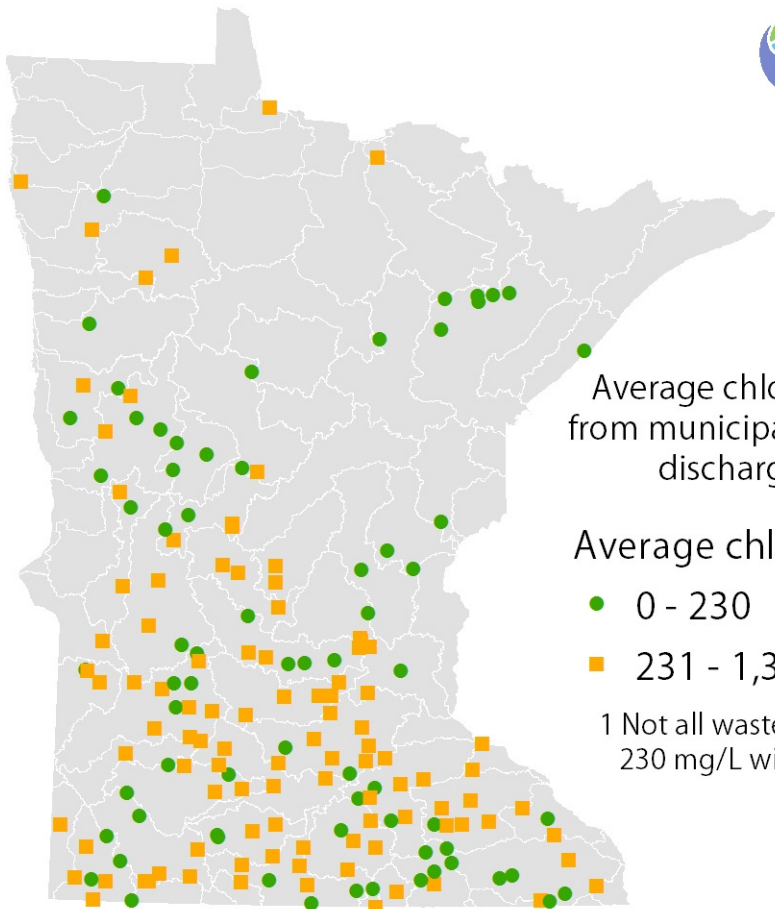 Average chlo
from municipa
discharg
Average chl
0 - 230
231 - 1,3
1 Not all waste
230 mg/L wi